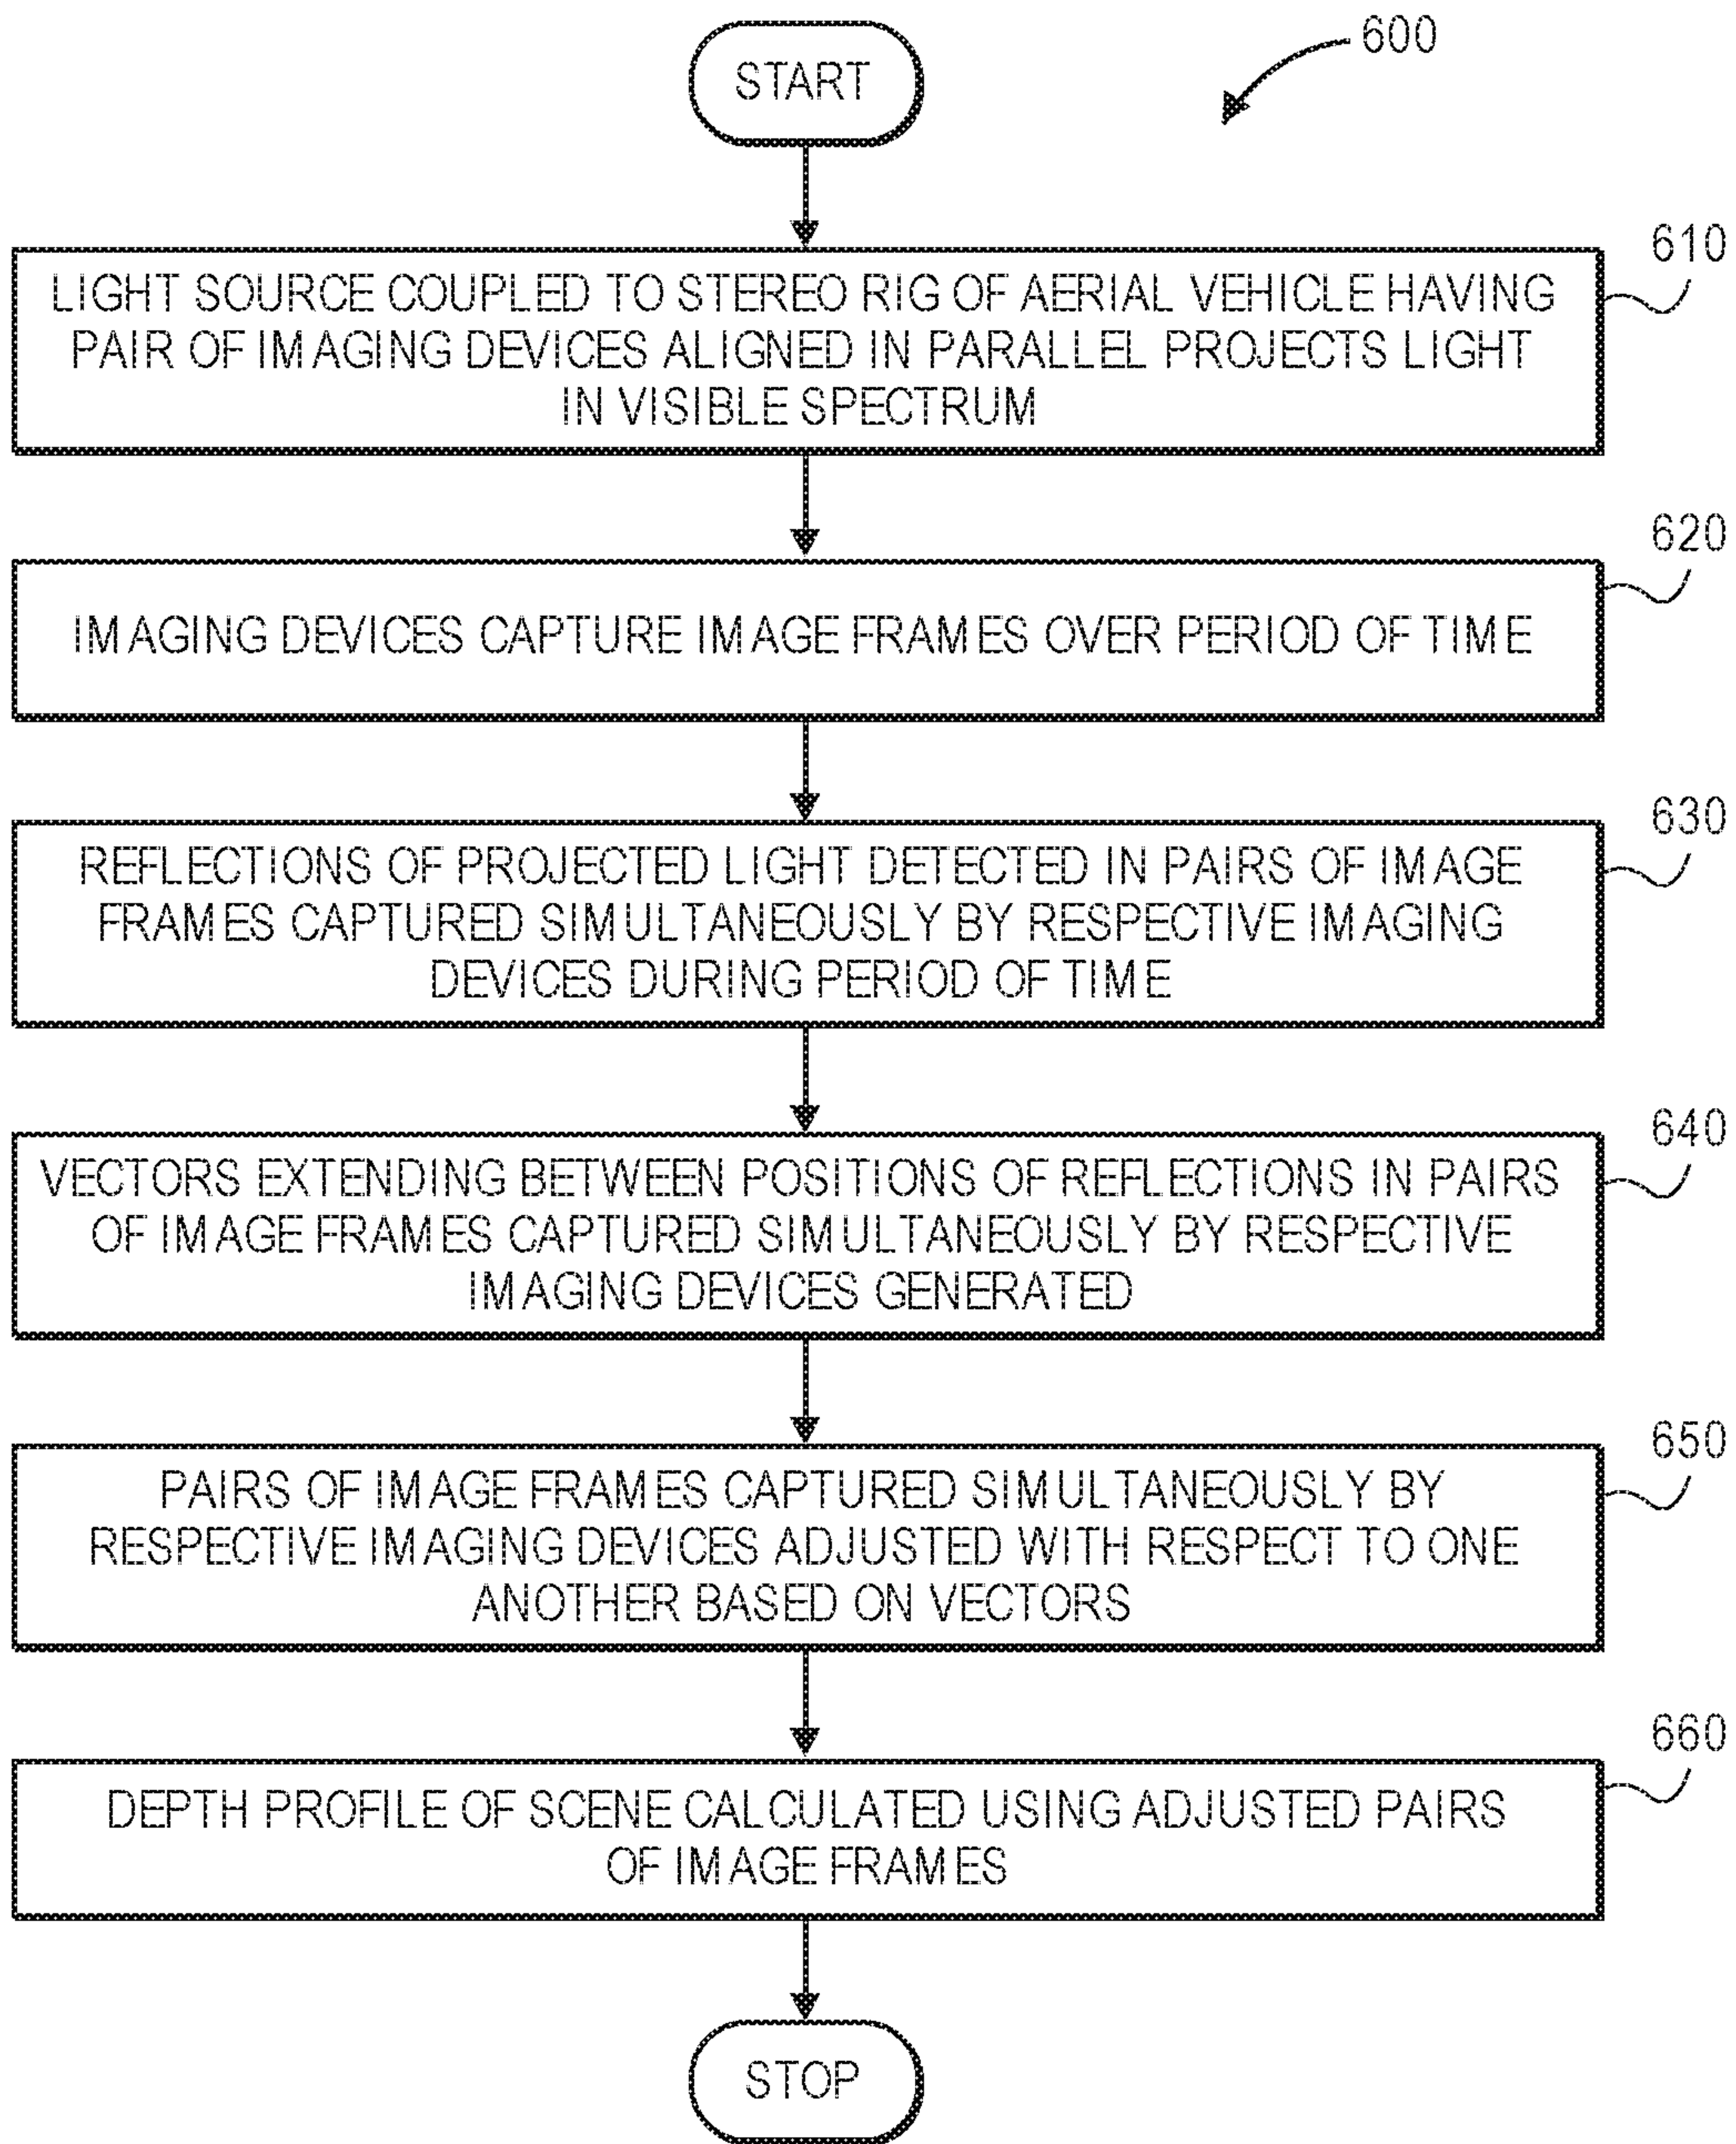 600
START
610
LIGHT SOURCE COUPLED TO STEREO RIG OF AERIAL VEHICLE HAVING
PAIR OF IMAGING DEVICES ALIGNED IN PARALLEL PROJECTS LIGHT
IN VISIBLE SPECTRUM
620
IMAGING DEVICES CAPTURE IMAGE FRAMES OVER PERIOD OF TIME
630
REFLECTIONS OF PROJECTED LIGHT DETECTED IN PAIRS OF IMAGE
FRAMES CAPTURED SIMULTANEOUSLY BY RESPECTIVE IMAGING
DEVICES DURING PERIOD OF TIME
640
VECTORS EXTENDING BETWEEN POSITIONS OF REFLECTIONS IN PAIRS
OF IMAGE FRAMES CAPTURED SIMULTANEOUSLY BY RESPECTIVE
IMAGING DEVICES GENERATED
650
PAIRS OF IMAGE FRAMES CAPTURED SIMULTANEOUSLY BY
RESPECTIVE IMAGING DEVICES ADJUSTED WITH RESPECT TO ONE
ANOTHER BASED ON VECTORS
660
DEPTH PROFILE OF SCENE CALCULATED USING ADJUSTED PAIRS
OF IMAGE FRAMES
STOP